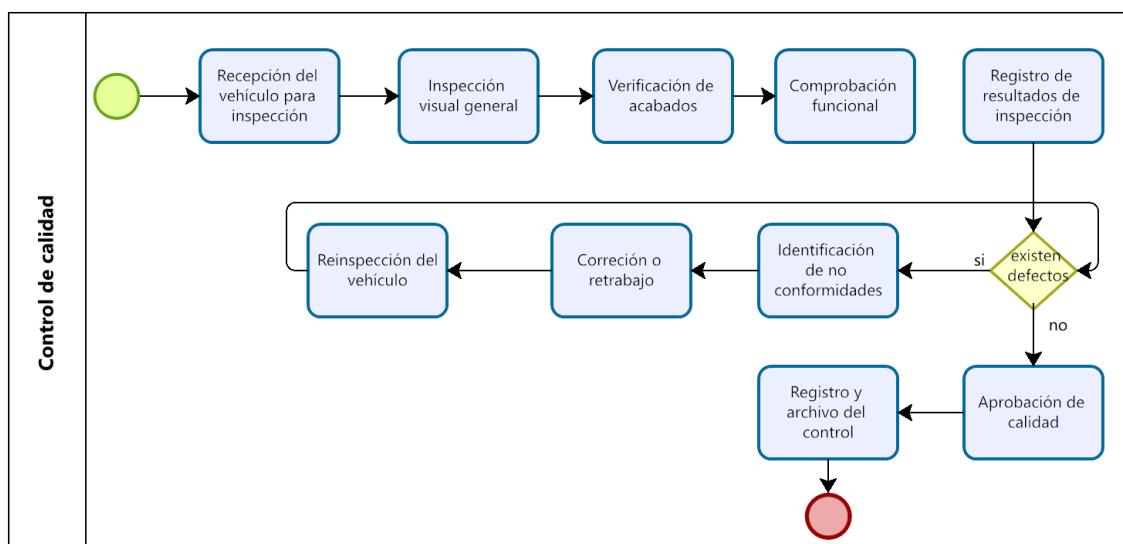 Control de calidad
Recepción del
vehículo para
inspección
Inspección
visual general
Verificación de
acabados
Comprobación
funcional
Registro de
resultados de
inspección
Reinspección del
vehículo
Correción o
retrabajo
Identificación
de no
conformidades
si
existen
defectos
no
Registro y
archivo del
control
Aprobación de
calidad